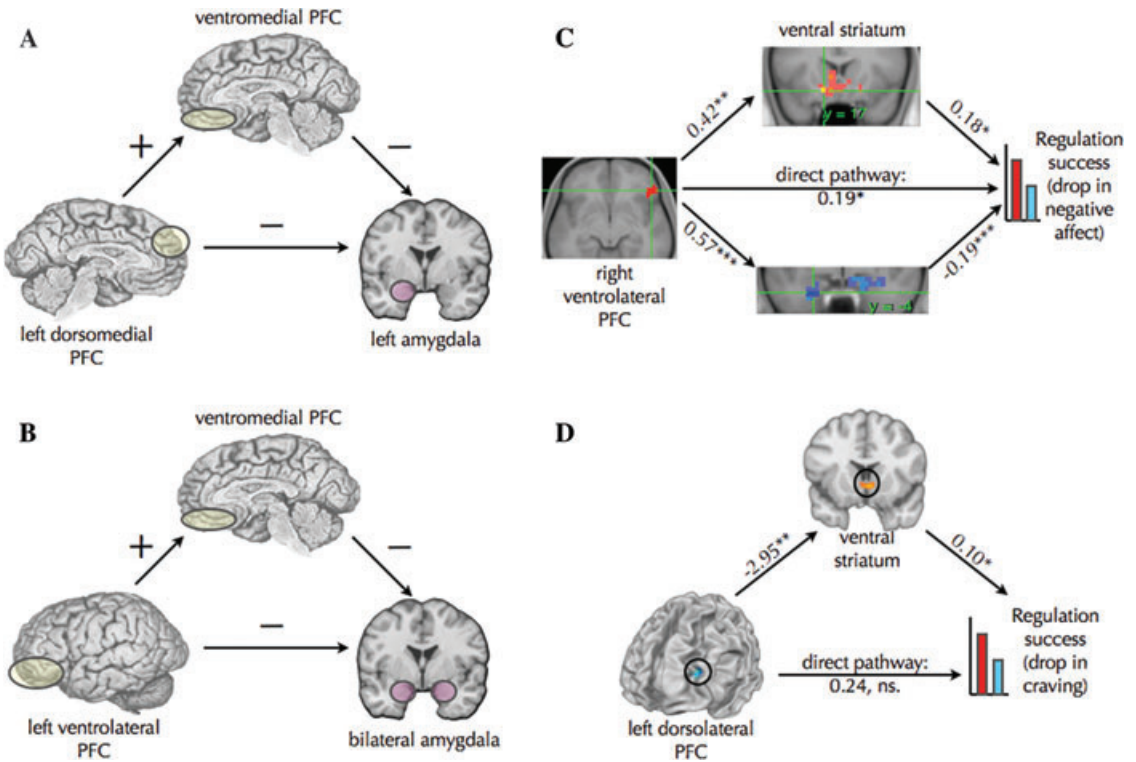 A
ventromedial PFC
+
−
−
left dorsomedial
PFC
left amygdala
B
ventromedial PFC
+
−
−
left ventrolateral
PFC
bilateral amygdala
C
ventral striatum
y = 17
0.42**
0.18*
direct pathway:
0.19*
Regulation
success
(drop in
negative
affect)
0.57***
-0.19***
right
ventrolateral
PFC
y = -4
D
ventral
striatum
-2.95**
0.10*
direct pathway:
0.24, ns.
Regulation
success
(drop in
craving)
left dorsolateral
PFC